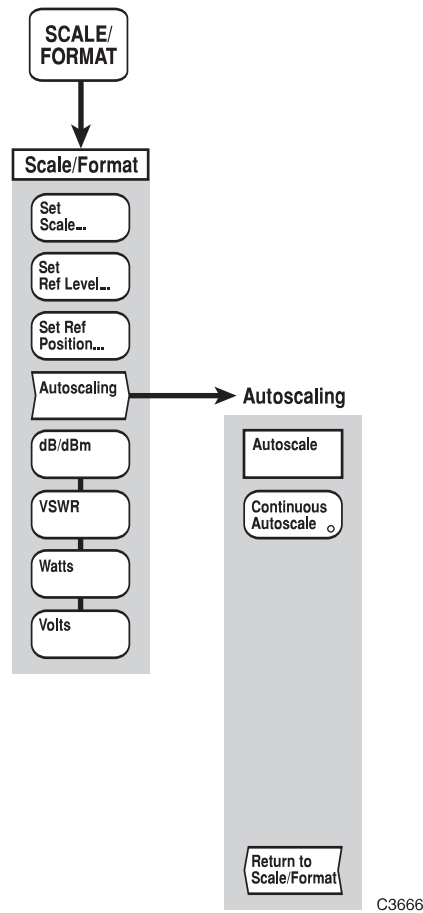 SCALE/
FORMAT
Scale/Format
Set
Scale...
Set
Ref Level...
Set Ref
Position...
Autoscaling
dB/dBm
VSWR
Watts
Volts
Autoscaling
Autoscale
Continuous
Autoscale
Return to
Scale/Format
C3666